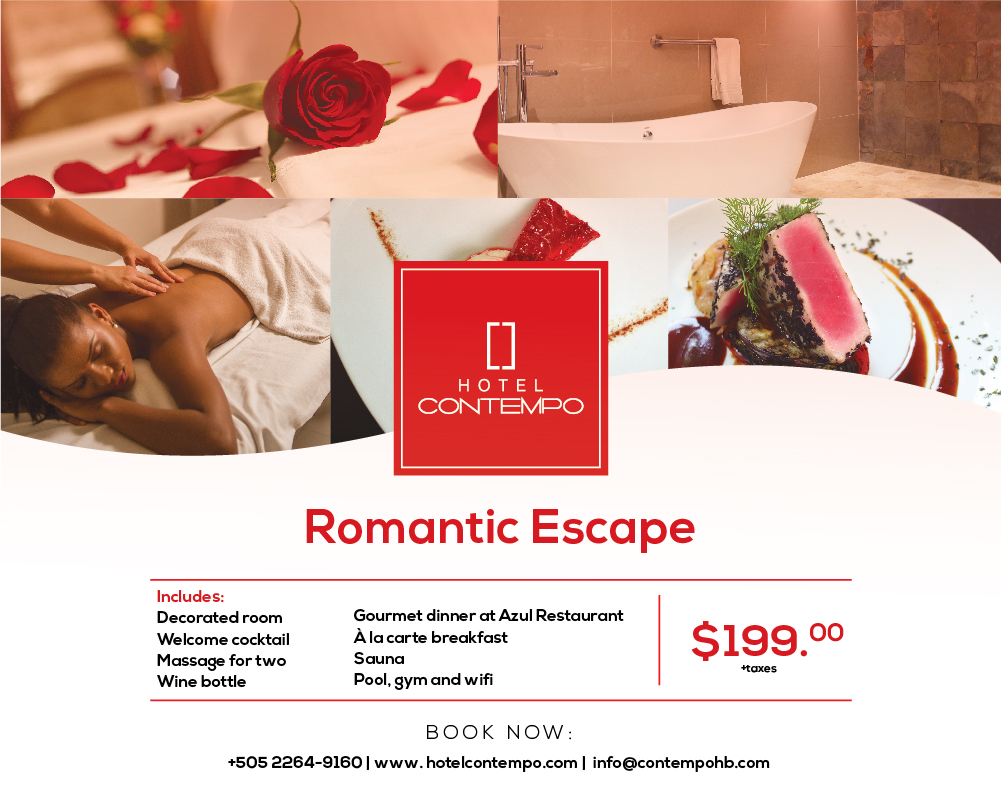 HOTEL
CONTEMPO
Romantic Escape
Includes:
Decorated room
Welcome cocktail
Massage for two
Wine bottle
Gourmet dinner at Azul Restaurant
À la carte breakfast
Sauna
Pool, gym and wifi
$199.00
+taxes
BOOK NOW:
+505 2264-9160 | www. hotelcontempo.com | info@contempohb.com